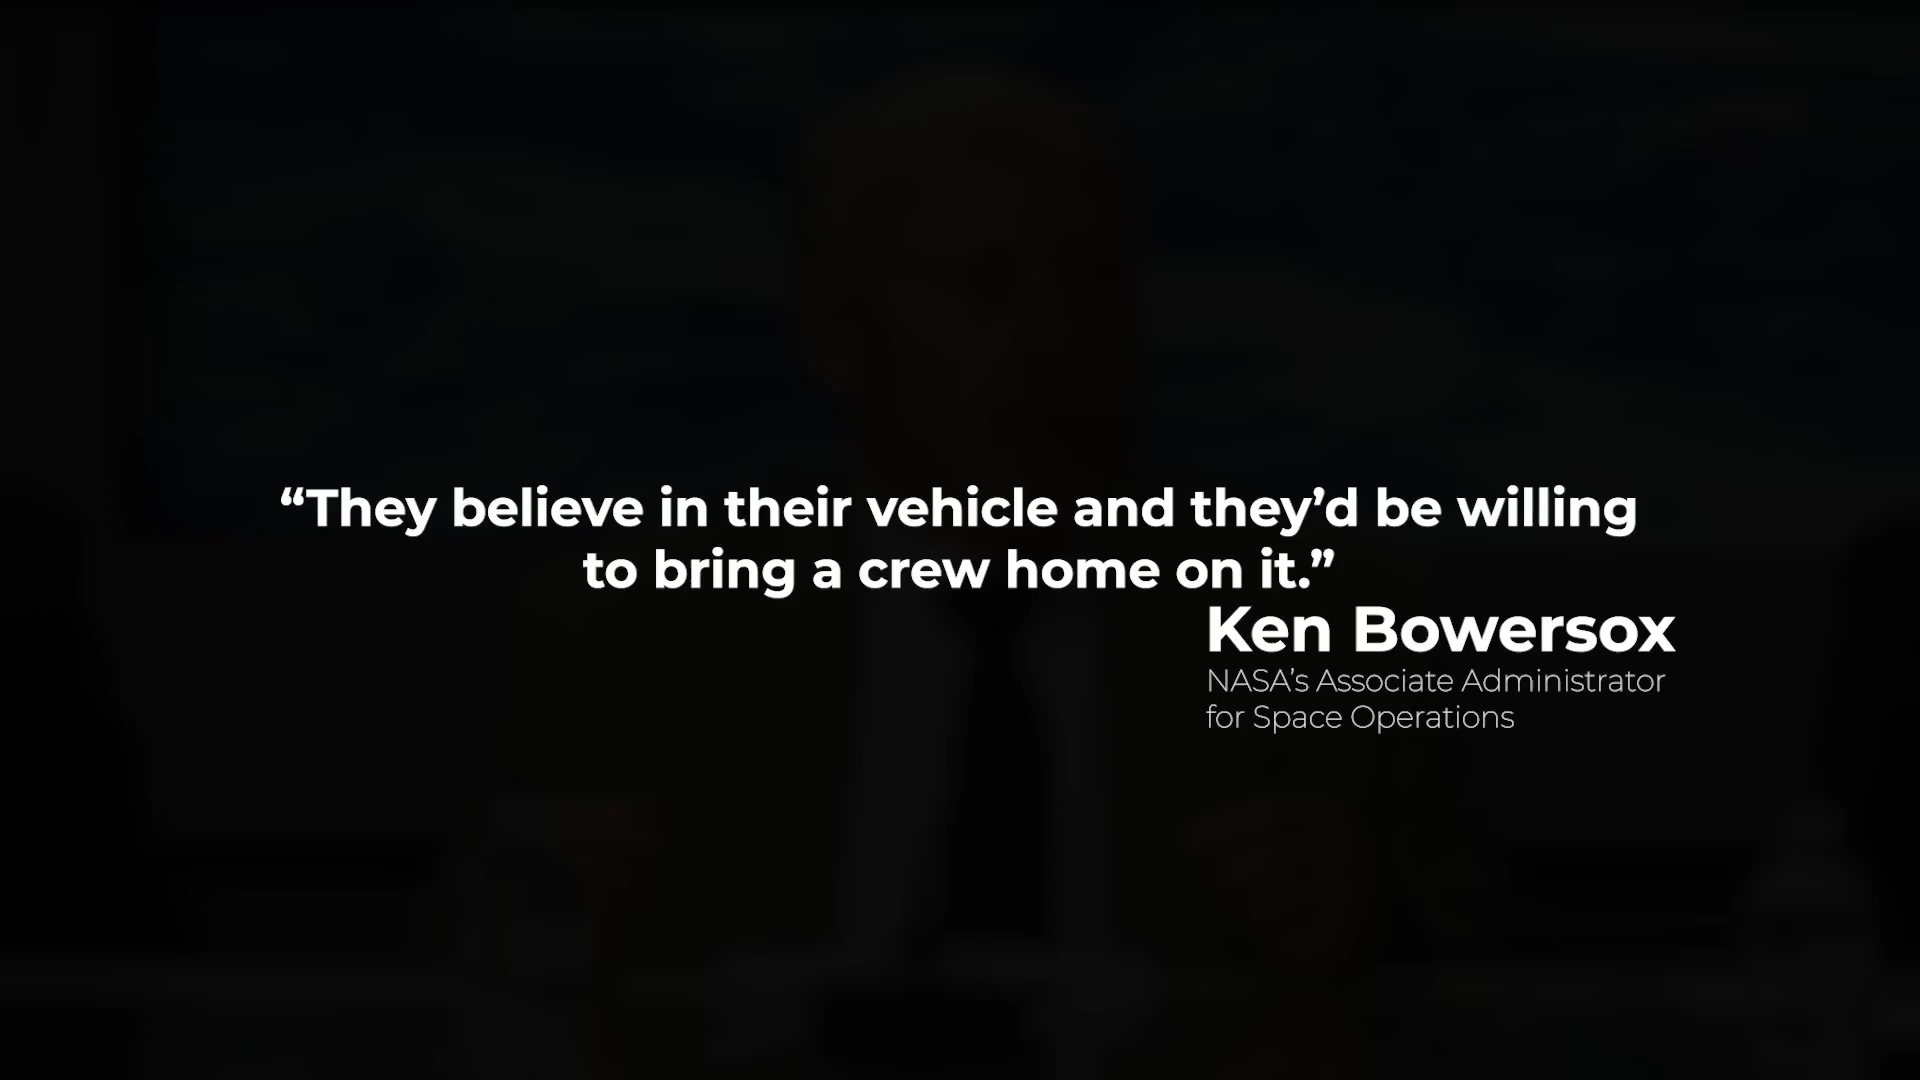 “They believe in their vehicle and they’d be willing
to bring a crew home on it.”
Ken Bowersox
NASA’s Associate Administrator
for Space Operations